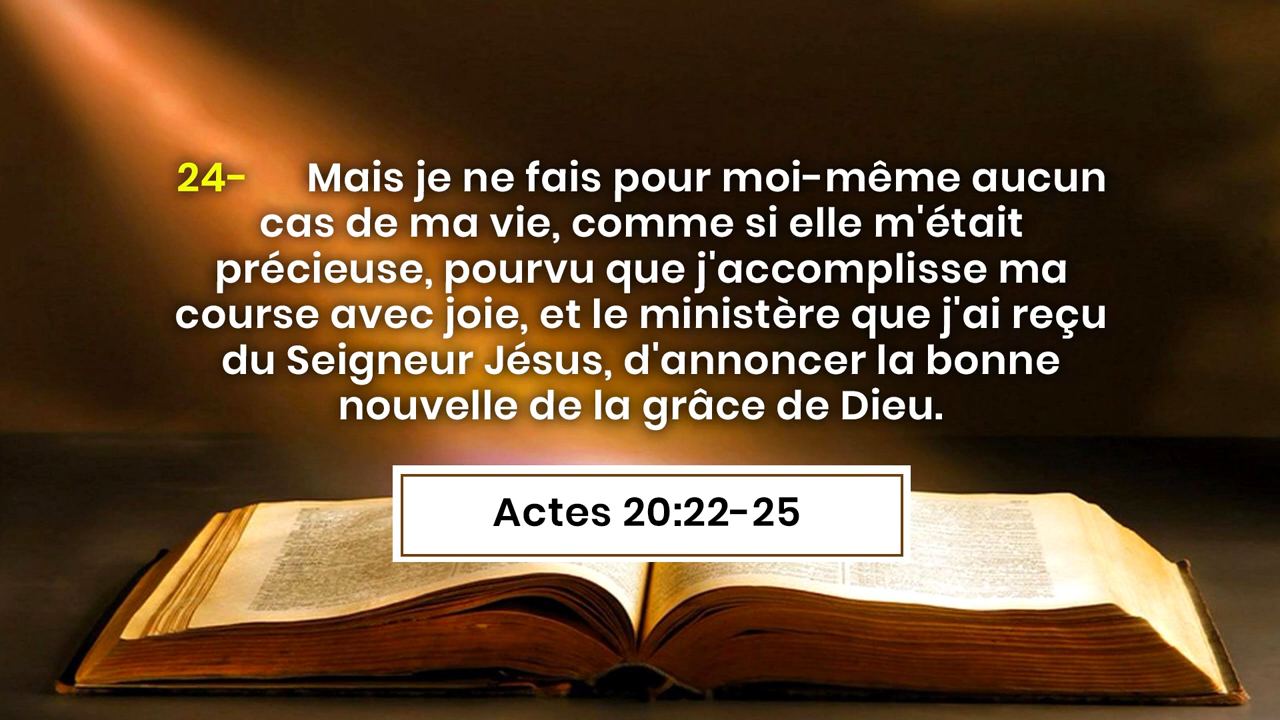 24- Mais je ne fais pour moi-même aucun
cas de ma vie, comme si elle m'était
précieuse, pourvu que j'accomplisse ma
course avec joie, et le ministère que j'ai reçu
du Seigneur Jésus, d'annoncer la bonne
nouvelle de la grâce de Dieu.
Actes 20:22-25